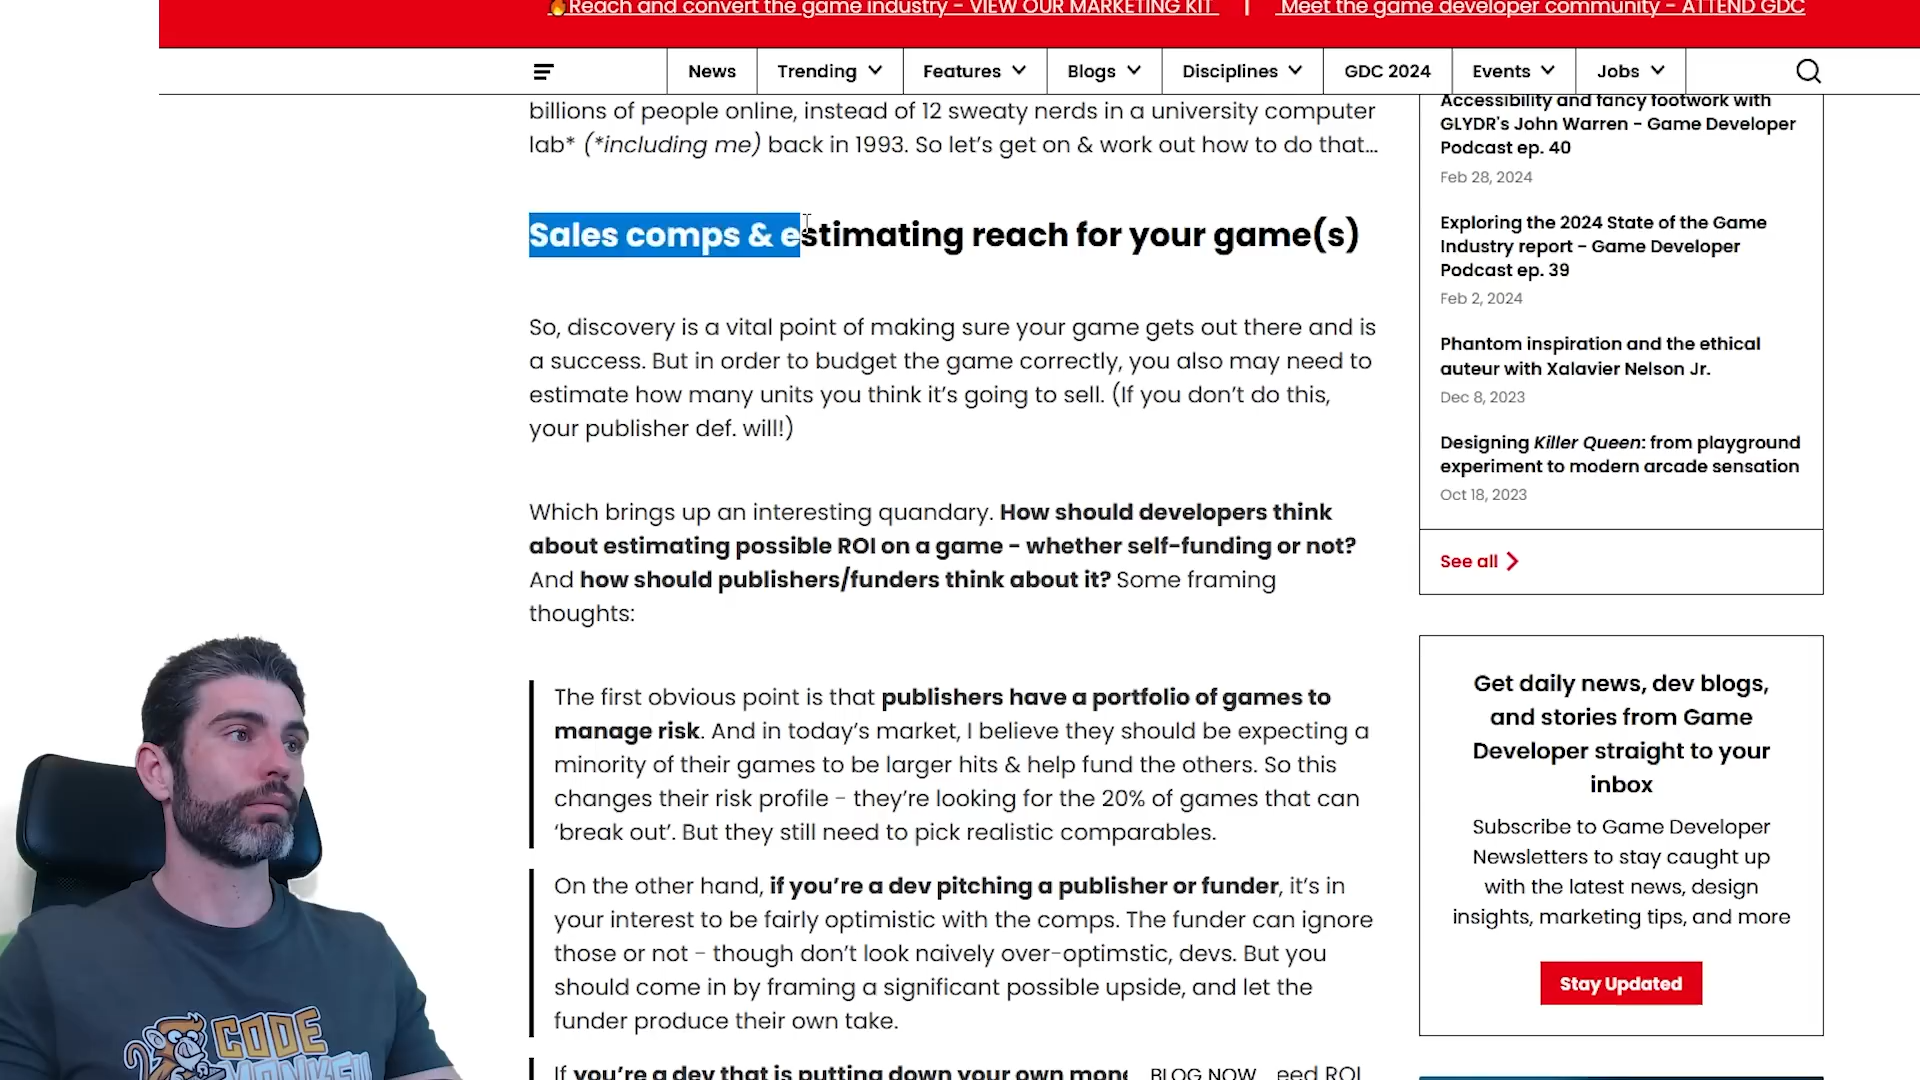 🔥Reach and convert the game industry - VIEW OUR MARKETING KIT | Meet the game developer community - ATTEND GDC
News Trending Features Blogs Disciplines GDC 2024 Events Jobs
billions of people online, instead of 12 sweaty nerds in a university computer
lab* (*including me) back in 1993. So let's get on & work out how to do that…
Sales comps & estimating reach for your game(s)
So, discovery is a vital point of making sure your game gets out there and is
a success. But in order to budget the game correctly, you also may need to
estimate how many units you think it's going to sell. (If you don't do this,
your publisher def. will!)
Which brings up an interesting quandary. How should developers think
about estimating possible ROI on a game - whether self-funding or not?
And how should publishers/funders think about it? Some framing
thoughts:
The first obvious point is that publishers have a portfolio of games to
manage risk. And in today's market, I believe they should be expecting a
minority of their games to be larger hits & help fund the others. So this
changes their risk profile - they're looking for the 20% of games that can
'break out'. But they still need to pick realistic comparables.
On the other hand, if you're a dev pitching a publisher or funder, it's in
your interest to be fairly optimistic with the comps. The funder can ignore
those or not - though don't look naively over-optimstic, devs. But you
should come in by framing a significant possible upside, and let the
funder produce their own take.
If you're a dev that is putting down your own mone
BLOG NOW
eed ROI
Accessibility and fancy footwork with
GLYDR's John Warren - Game Developer
Podcast ep. 40
Feb 28, 2024
Exploring the 2024 State of the Game
Industry report - Game Developer
Podcast ep. 39
Feb 2, 2024
Phantom inspiration and the ethical
auteur with Xalavier Nelson Jr.
Dec 8, 2023
Designing Killer Queen: from playground
experiment to modern arcade sensation
Oct 18, 2023
See all
Get daily news, dev blogs,
and stories from Game
Developer straight to your
inbox
Subscribe to Game Developer
Newsletters to stay caught up
with the latest news, design
insights, marketing tips, and more
Stay Updated
CODE
MONKEY